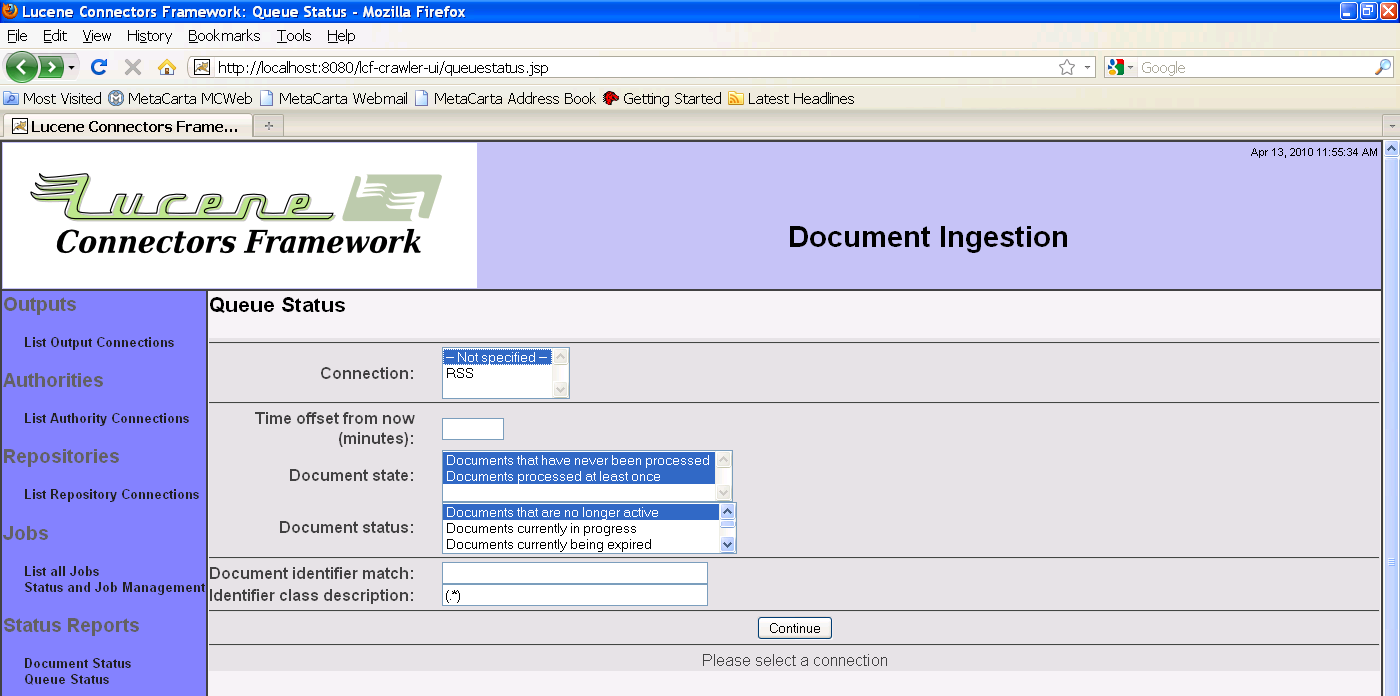 Lucene Connectors Framework: Queue Status - Mozilla Firefox
File Edit View History Bookmarks Tools Help
http://localhost:8080/lcf-crawler-ui/queuestatus.jsp
Google
Most Visited MetaCarta MCWeb MetaCarta Webmail MetaCarta Address Book Getting Started Latest Headlines
Lucene Connectors Frame...
Apr 13, 2010 11:55:34 AM
Lucene
Connectors Framework
Document Ingestion
Outputs
List Output Connections
Authorities
List Authority Connections
Repositories
List Repository Connections
Jobs
List all Jobs
Status and Job Management
Status Reports
Document Status
Queue Status
Queue Status
Connection:
-- Not specified --
RSS
Time offset from now
(minutes):
Document state:
Documents that have never been processed
Documents processed at least once
Document status:
Documents that are no longer active
Documents currently in progress
Documents currently being expired
Document identifier match:
Identifier class description: (.*)
Continue
Please select a connection